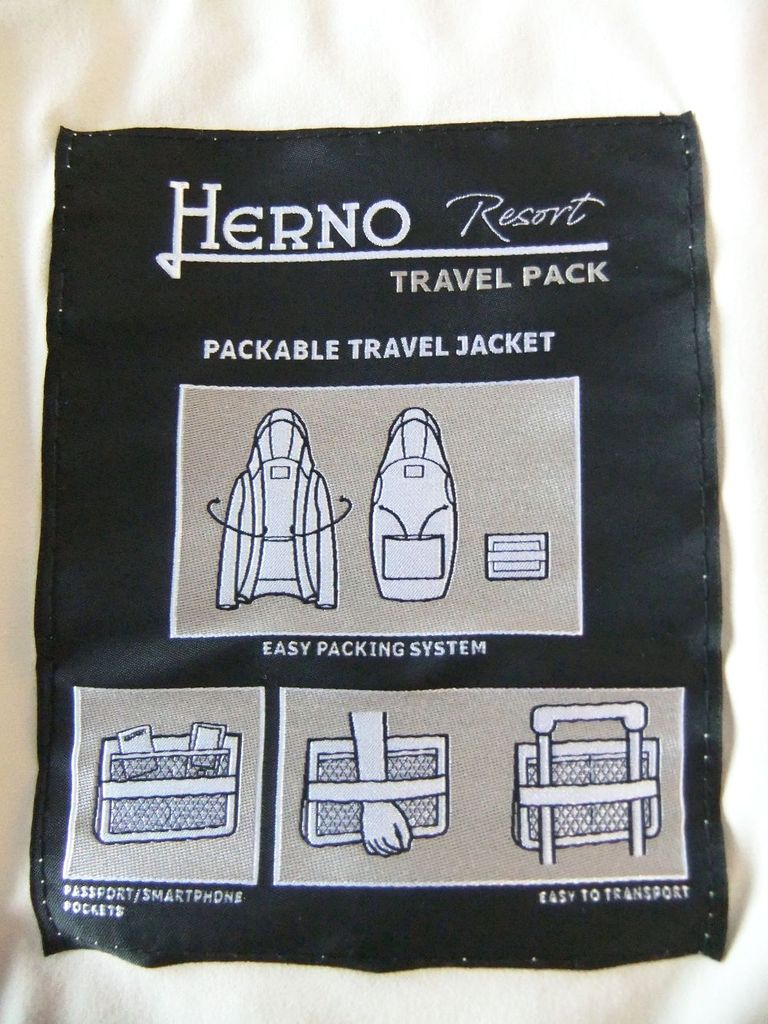 HERNO Resort
TRAVEL PACK
PACKABLE TRAVEL JACKET
EASY PACKING SYSTEM
PASSPORT/SMARTPHONE
POCKETS
EASY TO TRANSPORT